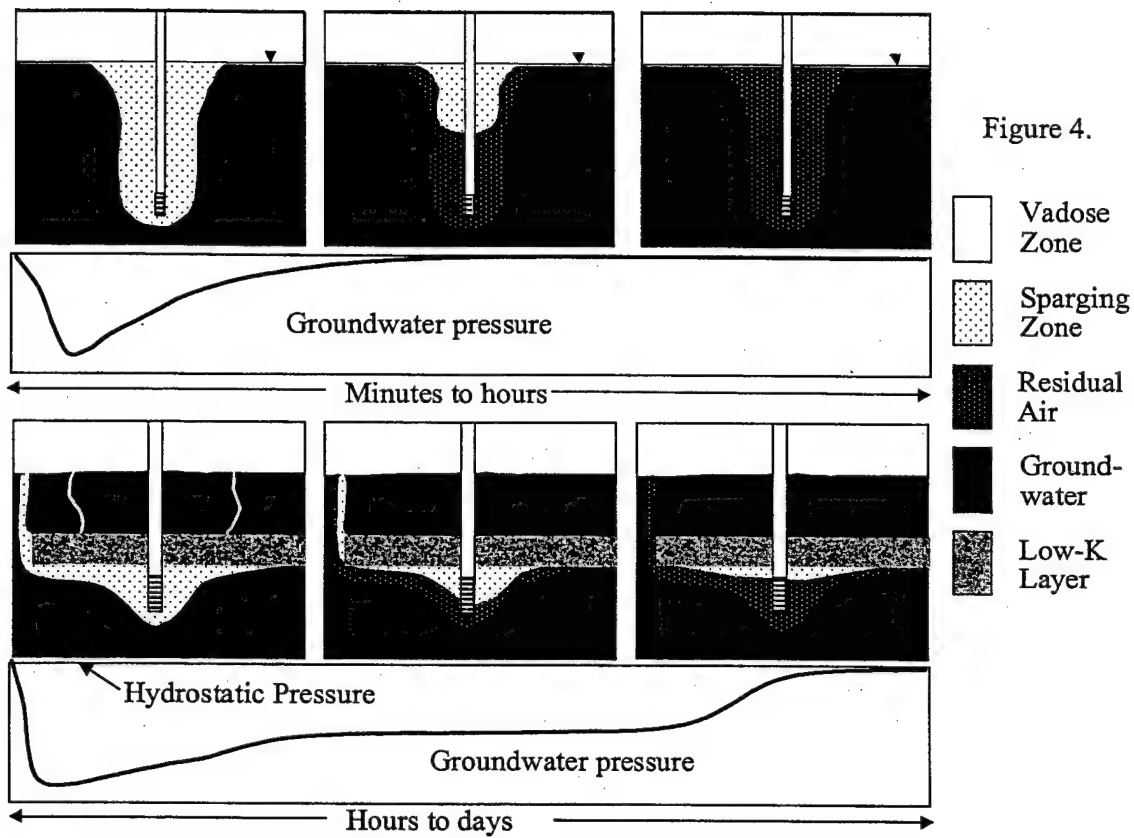 Figure 4.
Vadose
Zone
Sparging
Zone
Residual
Air
Ground-
water
Low-K
Layer
Groundwater pressure
Minutes to hours
Hydrostatic Pressure
Groundwater pressure
Hours to days